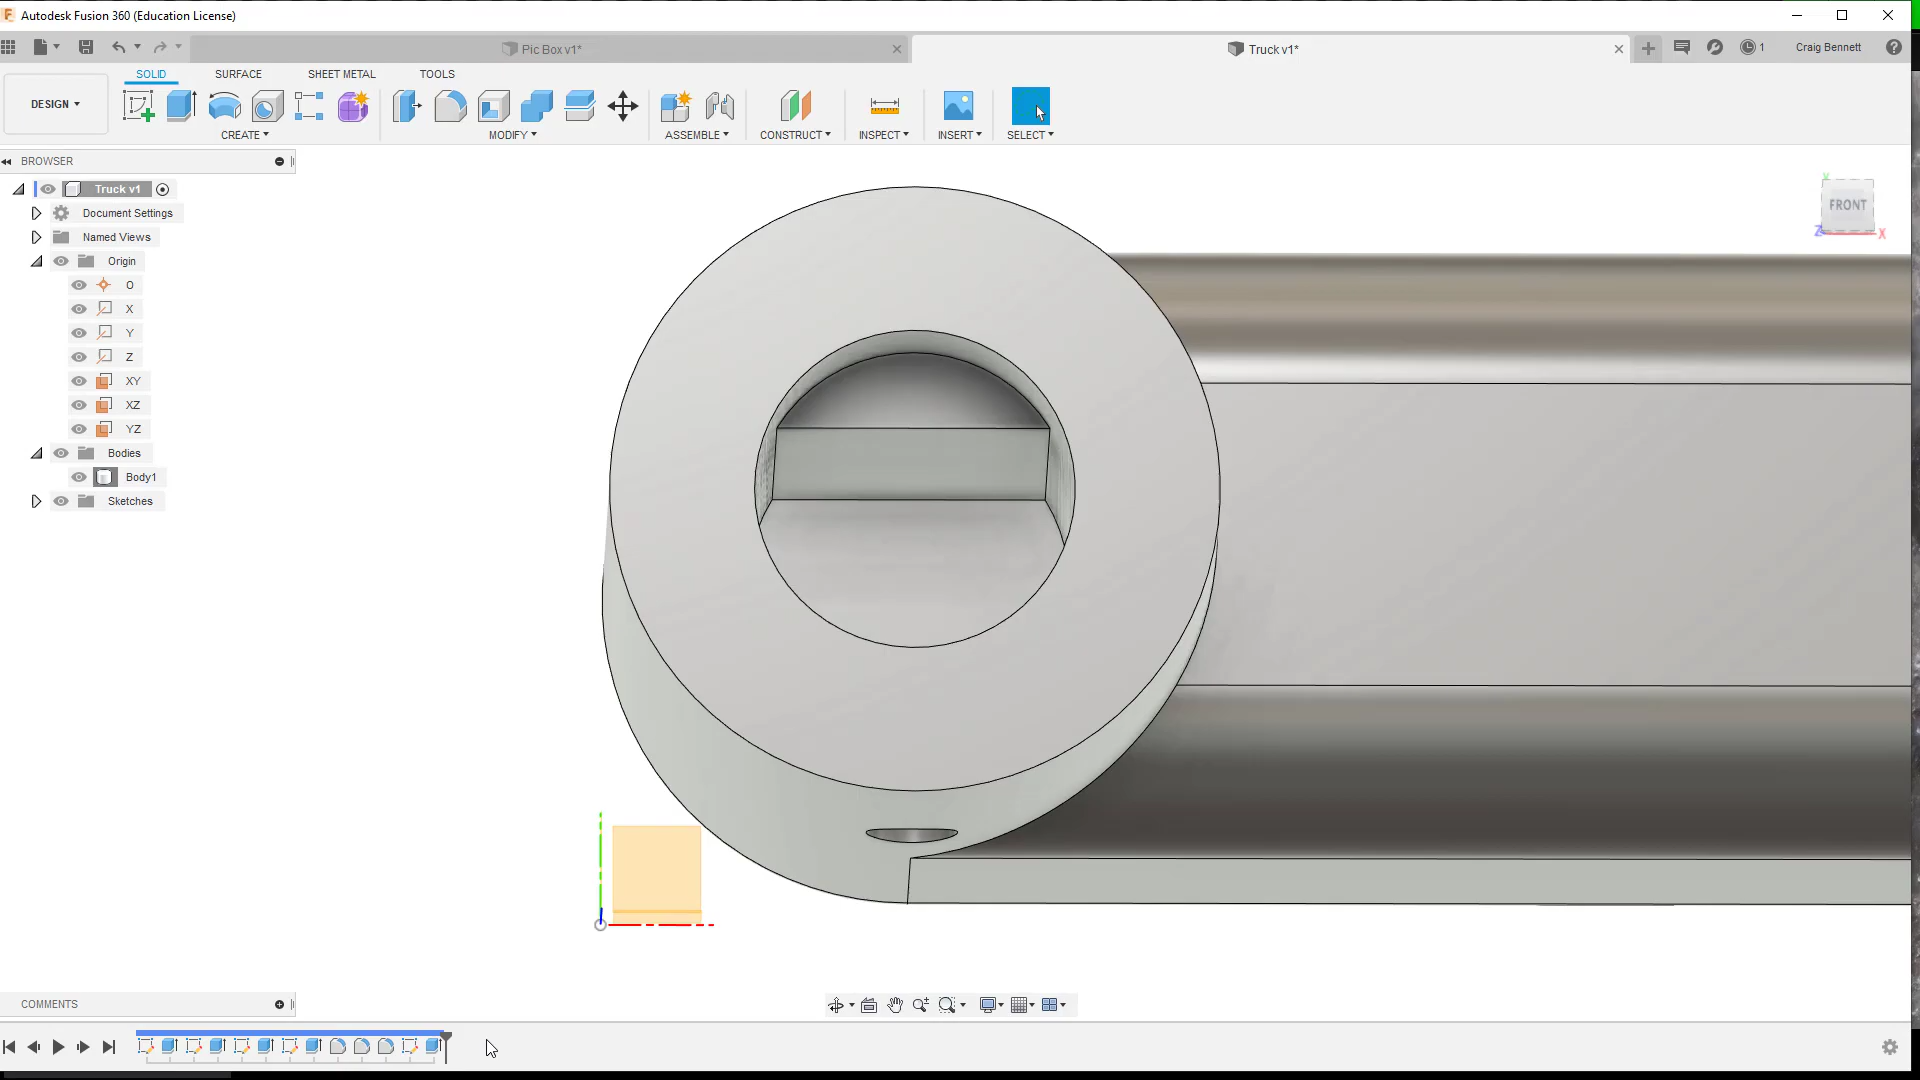 Autodesk Fusion 360 (Education License)
Pic Box v1*
Truck v1*
1
Craig Bennett
DESIGN
SOLID
SURFACE
SHEET METAL
TOOLS
CREATE
MODIFY
ASSEMBLE
CONSTRUCT
INSPECT
INSERT
SELECT
BROWSER
Truck v1
Document Settings
Named Views
Origin
O
X
Y
Z
XY
XZ
YZ
Bodies
Body1
Sketches
Y
FRONT
Z
X
COMMENTS